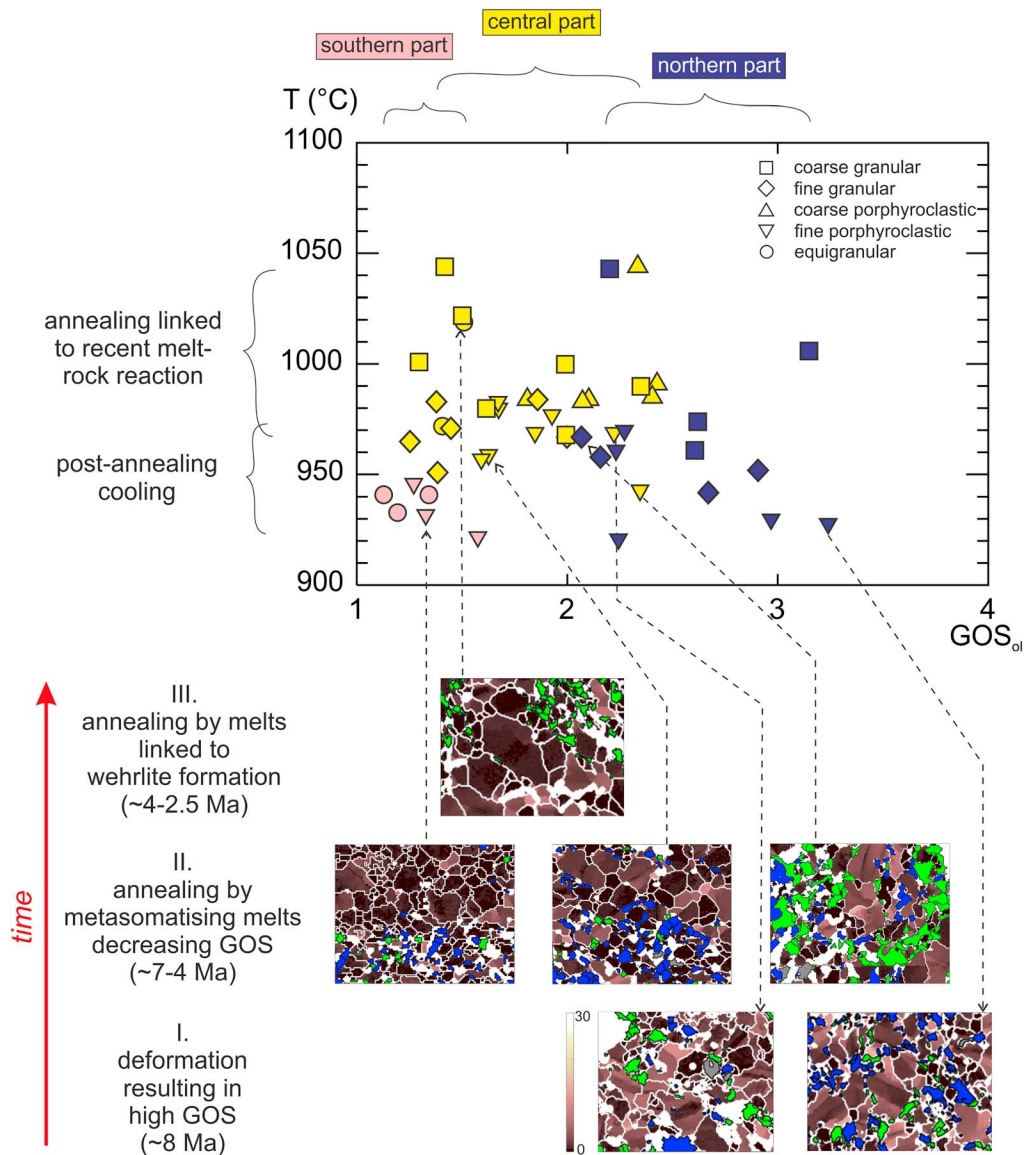 central part
southern part
northern part
T (°C)
1100
1050
1000
950
900
coarse granular
fine granular
coarse porphyroclastic
fine porphyroclastic
equigranular
annealing linked
to recent melt-
rock reaction
post-annealing
cooling
1
2
3
4
GOSol
time
III.
annealing by melts
linked to
wehrlite formation
(~4-2.5 Ma)
II.
annealing by
metasomatising melts
decreasing GOS
(~7-4 Ma)
I.
deformation
resulting in
high GOS
(~8 Ma)
30
0